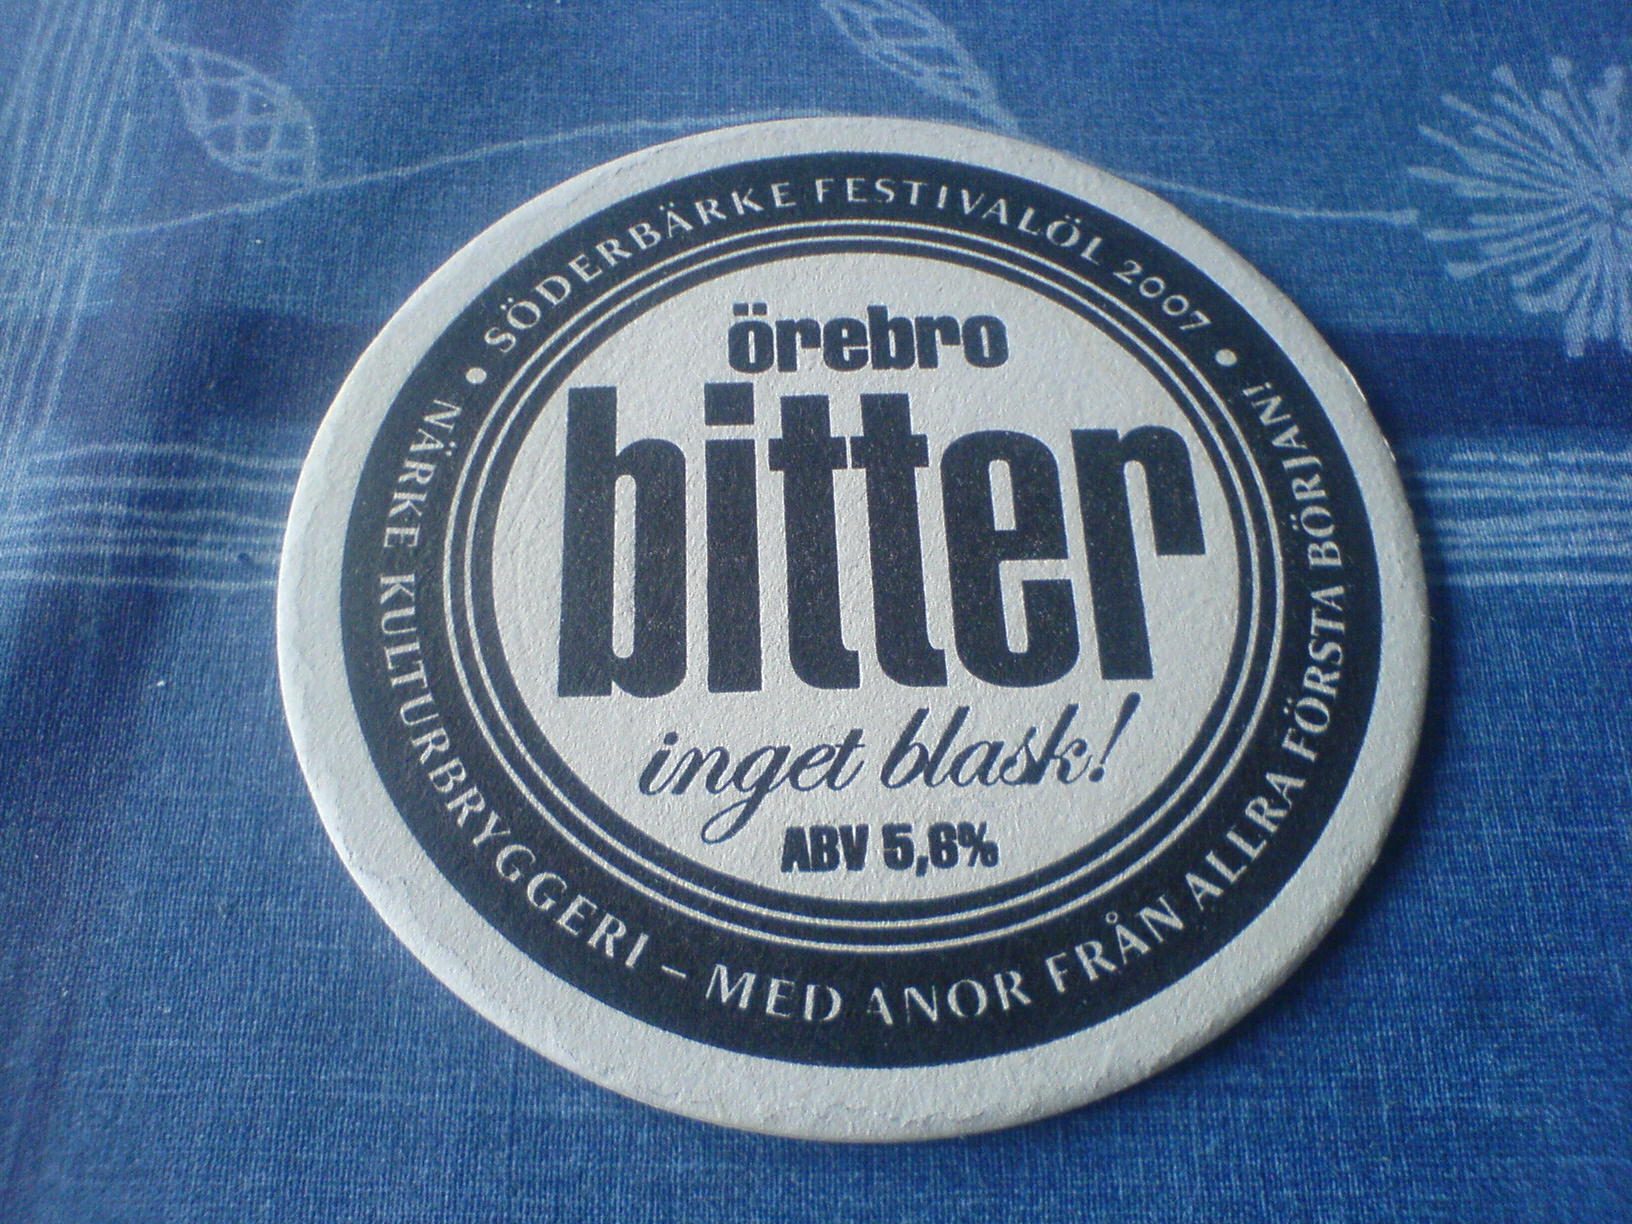 SÖDERBÄRKE FESTIVALÖL 2007
örebro
bitter
inget blask!
ABV 5,6%
NÄRKE KULTURBRYGGERI – MED ANOR FRÅN ALLRA FÖRSTA BÖRJAN!